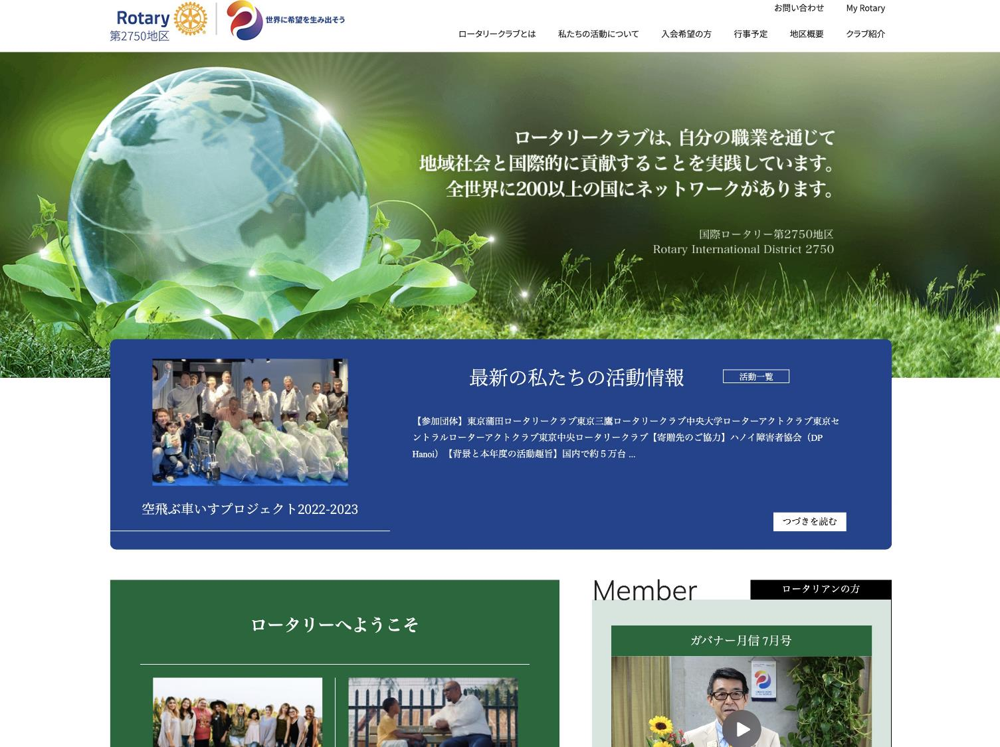 Rotary
第2750地区
世界に希望を生み出そう
お問い合わせ
My Rotary
ロータリークラブとは
私たちの活動について
入会希望の方
行事予定
地区概要
クラブ紹介
ロータリークラブは、自分の職業を通じて
地域社会と国際的に貢献することを実践しています。
全世界に200以上の国にネットワークがあります。
国際ロータリー第2750地区
Rotary International District 2750
最新の私たちの活動情報
活動一覧
【参加団体】東京蒲田ロータリークラブ東京三鷹ロータリークラブ中央大学ローターアクトクラブ東京セ
ントラルローターアクトクラブ東京中央ロータリークラブ【寄贈先のご協力】ハノイ障害者協会（DP
Hanoi）【背景と本年度の活動趣旨】国内で約５万台 ...
空飛ぶ車いすプロジェクト2022-2023
つづきを読む
ロータリーへようこそ
Member
ロータリアンの方
ガバナー月信 7月号